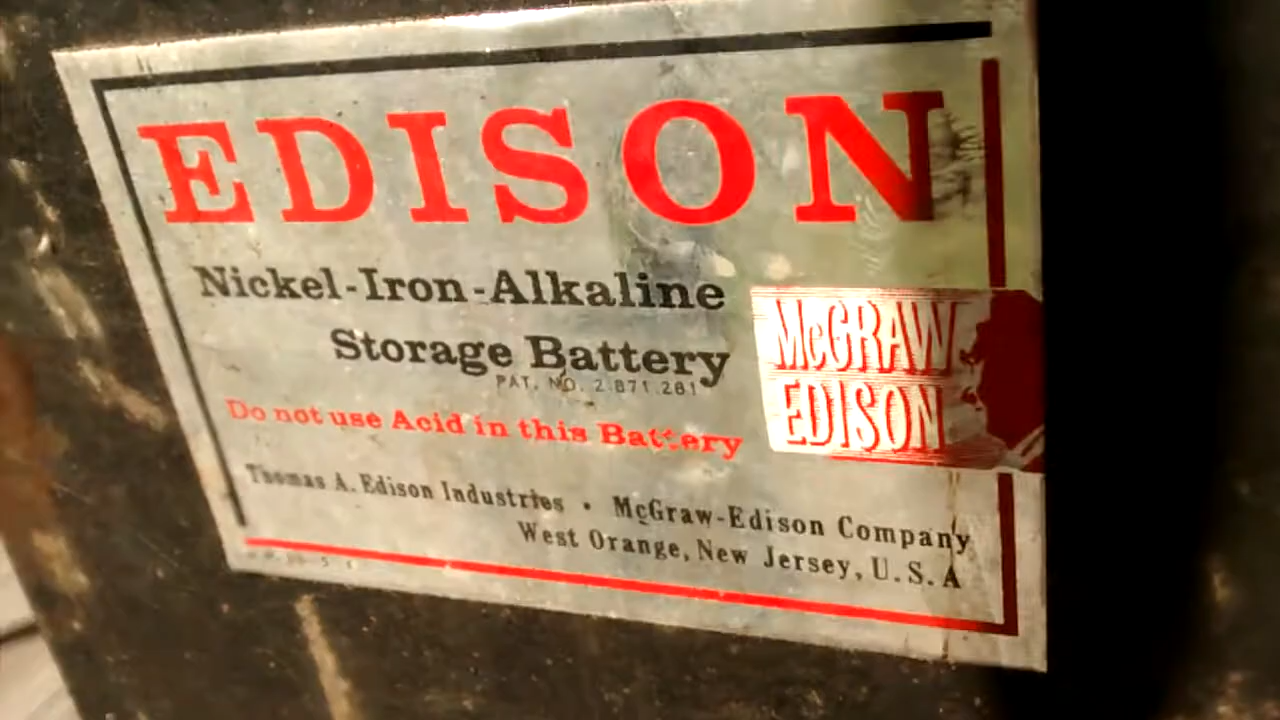 EDISON
Nickel-Iron-Alkaline
Storage Battery
PAT. NO. 2.871.281
Do not use Acid in this Battery
McGRAW
EDISON
Thomas A. Edison Industries • McGraw-Edison Company
West Orange, New Jersey, U.S.A